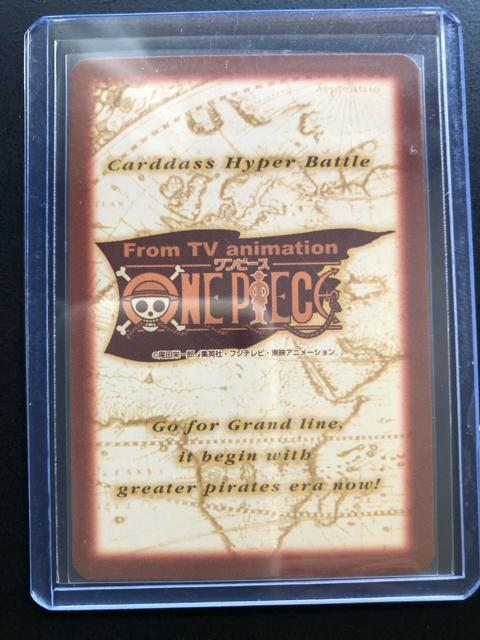 Septentrio
Carddass Hyper Battle
From TV animation
ワンピース
ONE PIECE
©尾田栄一郎/集英社・フジテレビ・東映アニメーション
Go for Grand line,
it begin with
greater pirates era now!